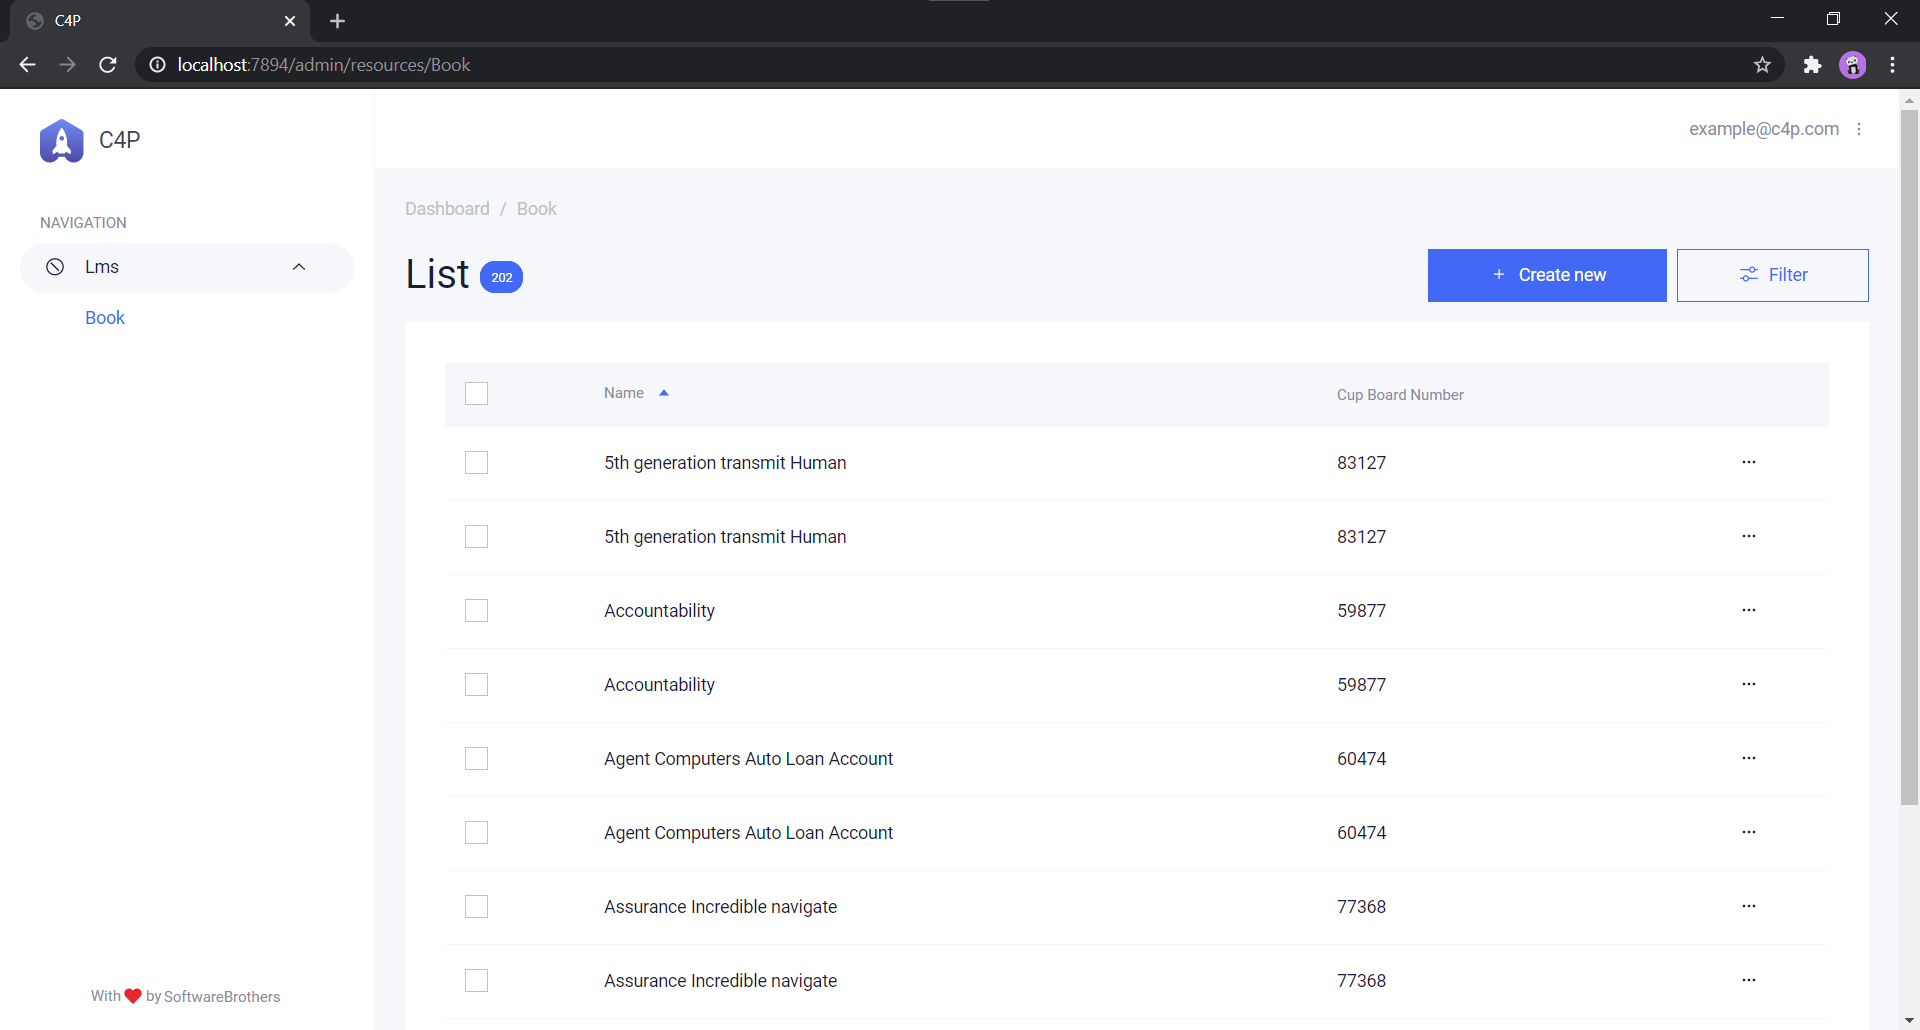 C4P
localhost:7894/admin/resources/Book
C4P
example@c4p.com
NAVIGATION
Lms
Book
Dashboard / Book
List 202
+ Create new
Filter
Name
Cup Board Number
5th generation transmit Human 83127
5th generation transmit Human 83127
Accountability 59877
Accountability 59877
Agent Computers Auto Loan Account 60474
Agent Computers Auto Loan Account 60474
Assurance Incredible navigate 77368
Assurance Incredible navigate 77368
With ❤ by SoftwareBrothers